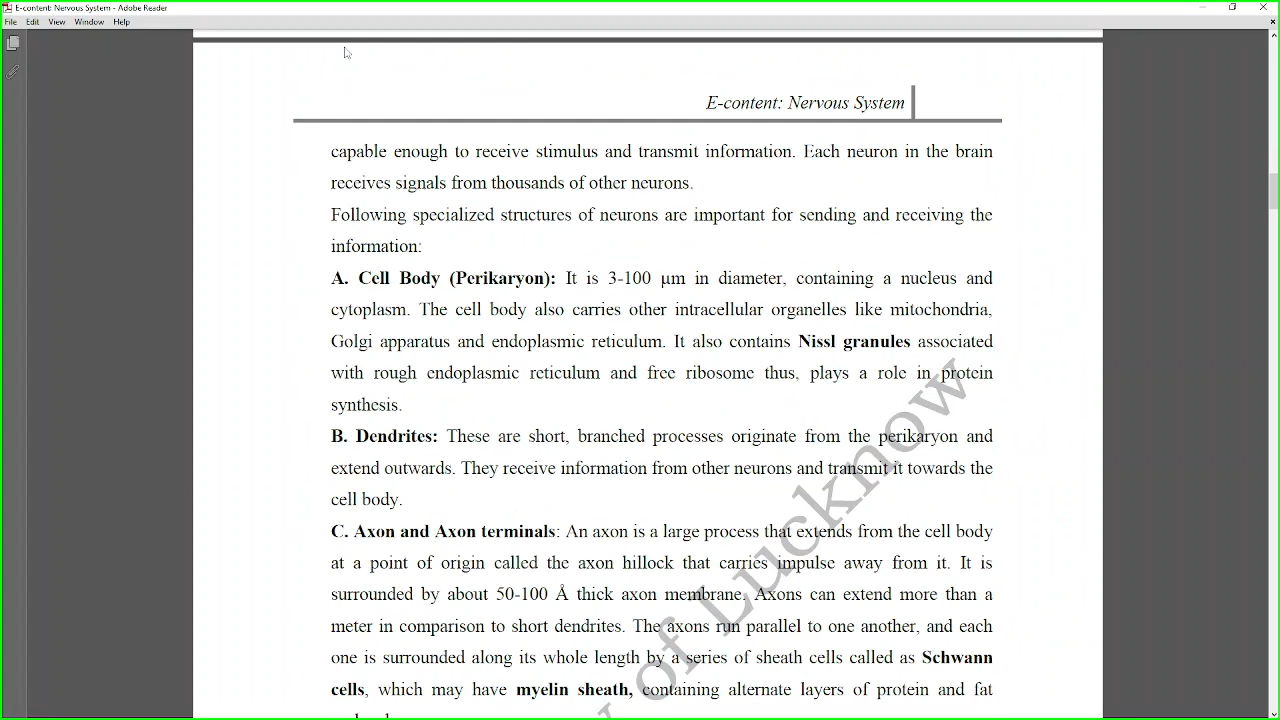 E-content: Nervous System - Adobe Reader
File Edit View Window Help
E-content: Nervous System
capable enough to receive stimulus and transmit information. Each neuron in the brain
receives signals from thousands of other neurons.
Following specialized structures of neurons are important for sending and receiving the
information:
A. Cell Body (Perikaryon): It is 3-100 µm in diameter, containing a nucleus and
cytoplasm. The cell body also carries other intracellular organelles like mitochondria,
Golgi apparatus and endoplasmic reticulum. It also contains Nissl granules associated
with rough endoplasmic reticulum and free ribosome thus, plays a role in protein
synthesis.
B. Dendrites: These are short, branched processes originate from the perikaryon and
extend outwards. They receive information from other neurons and transmit it towards the
cell body.
C. Axon and Axon terminals: An axon is a large process that extends from the cell body
at a point of origin called the axon hillock that carries impulse away from it. It is
surrounded by about 50-100 Å thick axon membrane. Axons can extend more than a
meter in comparison to short dendrites. The axons run parallel to one another, and each
one is surrounded along its whole length by a series of sheath cells called as Schwann
cells, which may have myelin sheath, containing alternate layers of protein and fat
of Lucknow